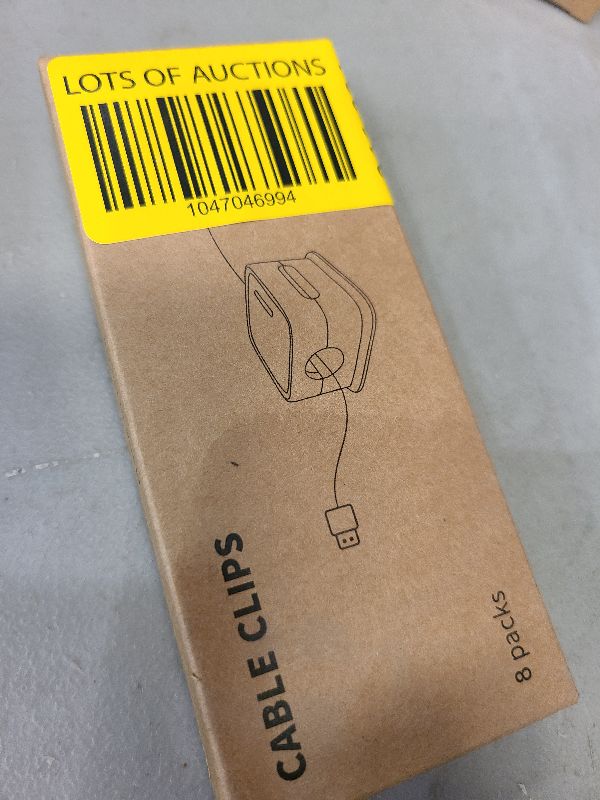 LOTS OF AUCTIONS
1047046994
CABLE CLIPS
8 packs